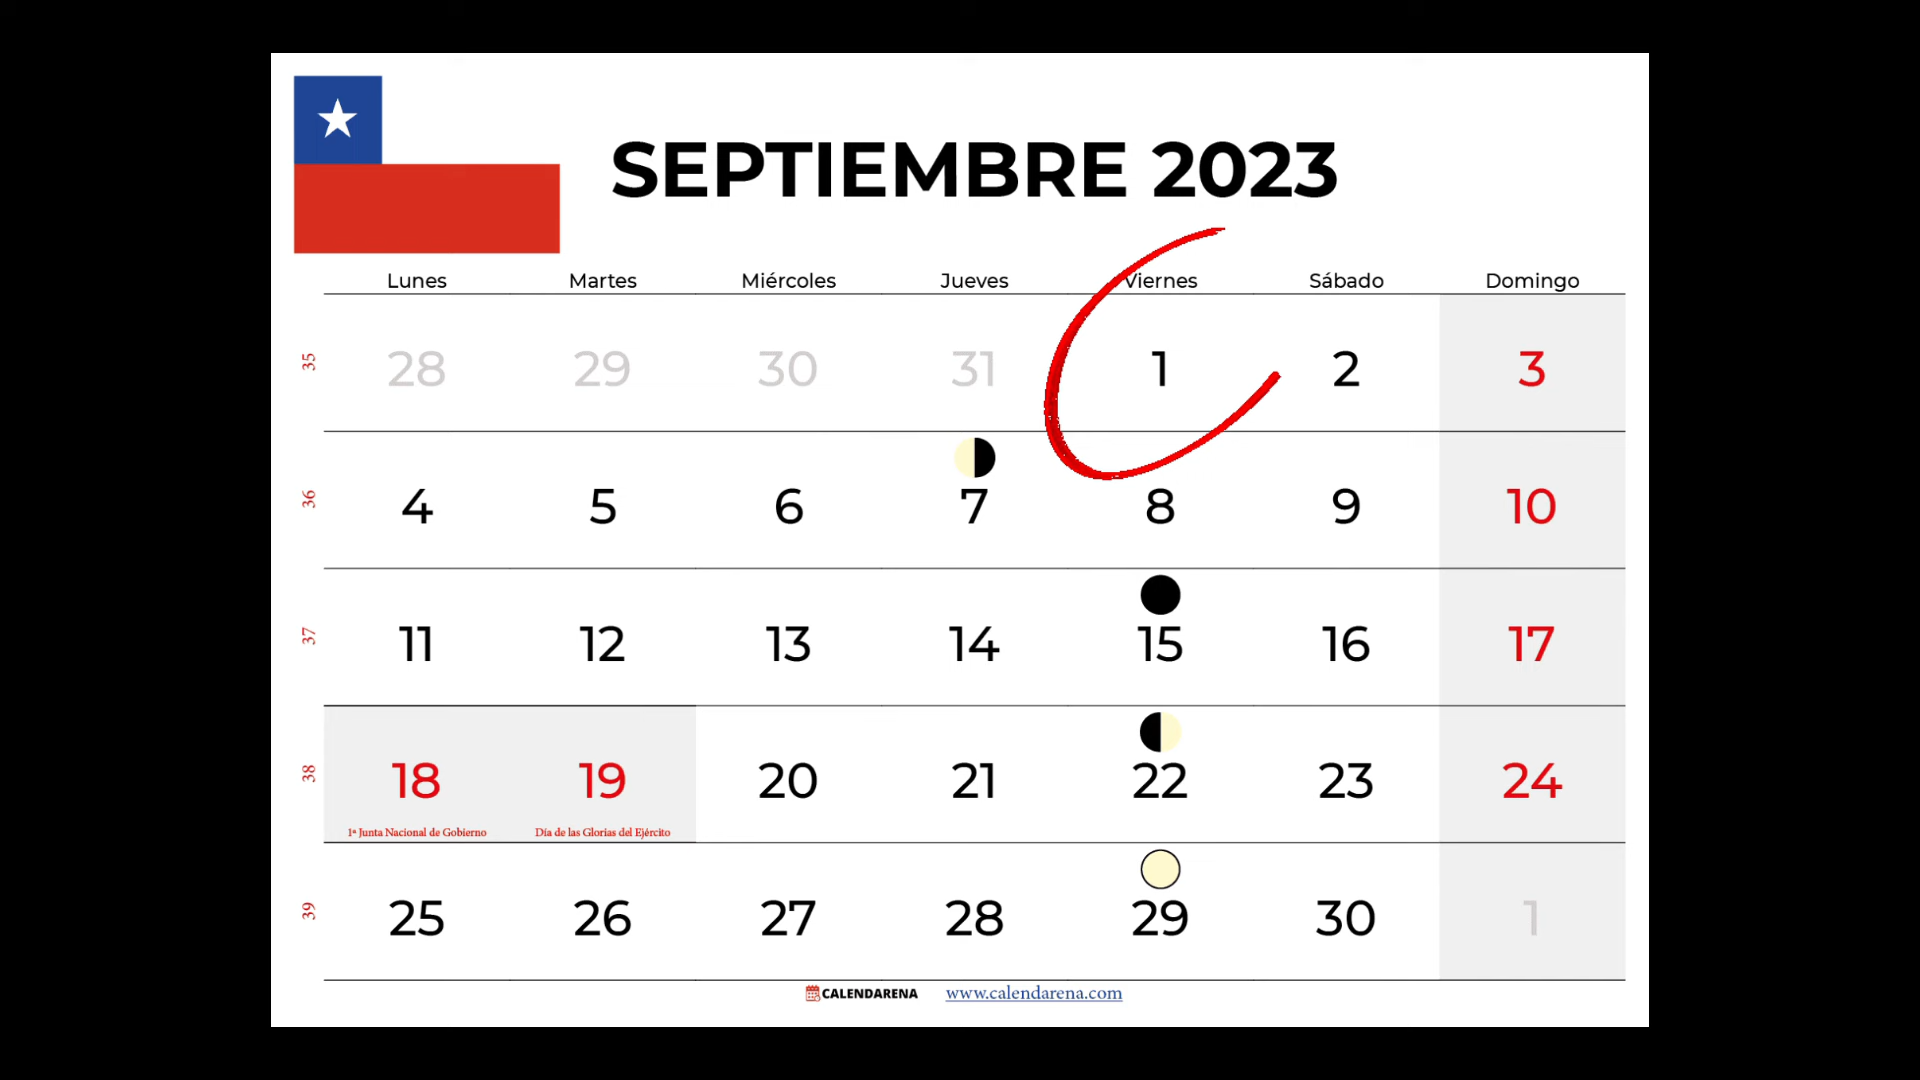 SEPTIEMBRE 2023
Lunes Martes Miércoles Jueves Viernes Sábado Domingo
35 28 29 30 31 1 2 3
36 4 5 6 7 8 9 10
37 11 12 13 14 15 16 17
38 18 19 20 21 22 23 24
1ª Junta Nacional de Gobierno Día de las Glorias del Ejército
39 25 26 27 28 29 30 1
CALENDARENA www.calendarena.com